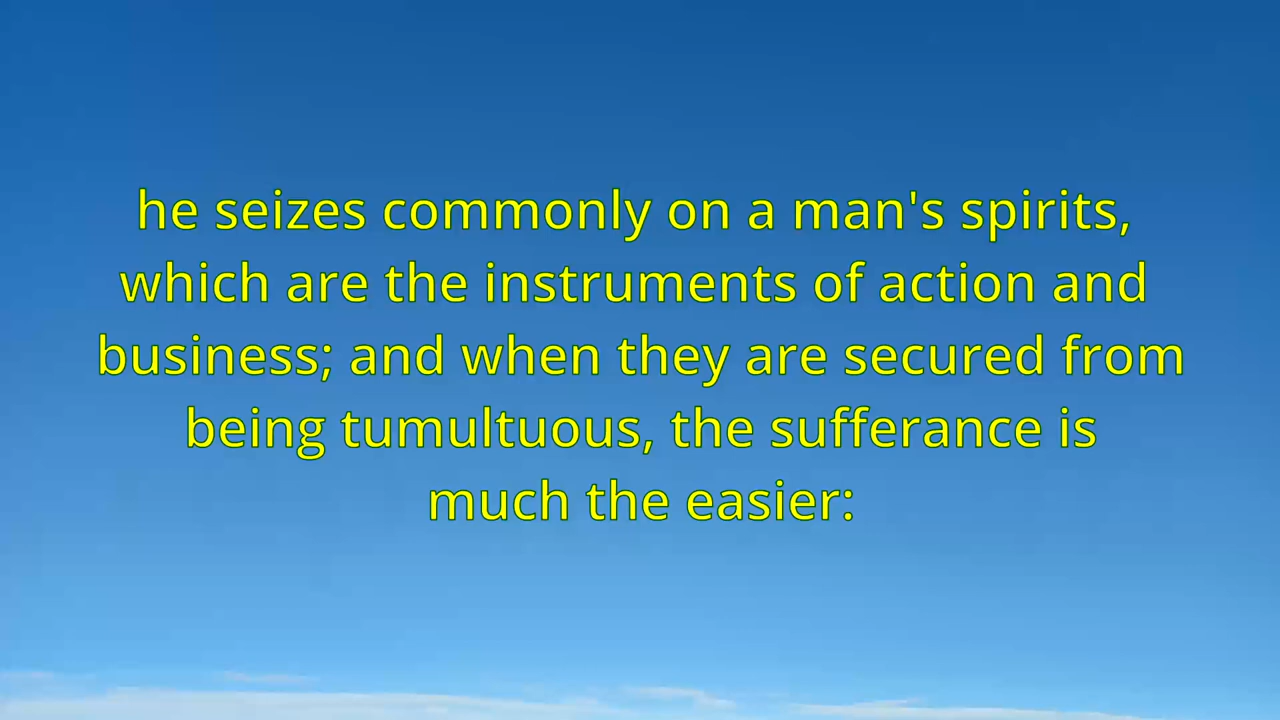 he seizes commonly on a man's spirits,
which are the instruments of action and
business; and when they are secured from
being tumultuous, the sufferance is
much the easier: